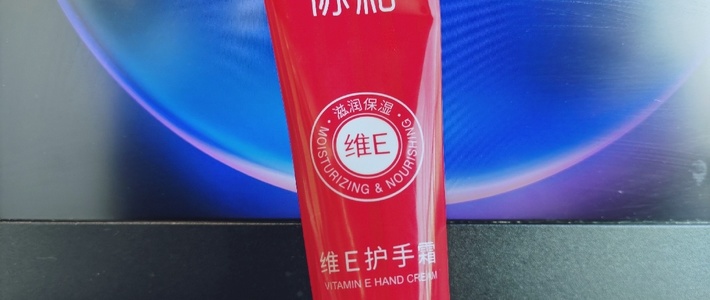 ·滋润保湿·
MOISTURIZING & NOURISHING
维E
维E护手霜
VITAMIN E HAND CREAM